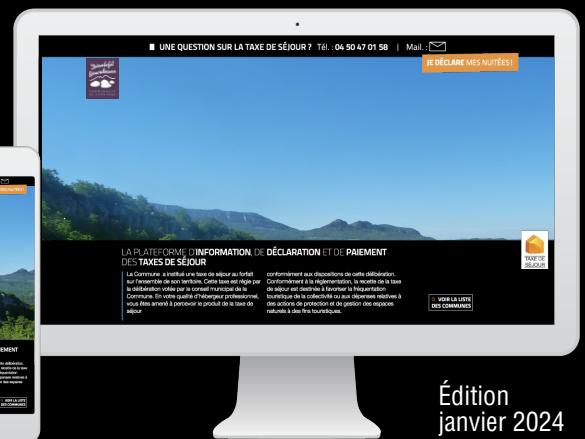 UNE QUESTION SUR LA TAXE DE SÉJOUR ? Tél. : 04 50 47 01 58 | Mail. :
JE DÉCLARE MES NUITÉES !
LA PLATEFORME D'INFORMATION, DE DÉCLARATION ET DE PAIEMENT
DES TAXES DE SÉJOUR
La Commune a institué une taxe de séjour au forfait
sur l'ensemble de son territoire. Cette taxe est régie par
la délibération votée par le conseil municipal de la
Commune. En votre qualité d'hébergeur professionnel,
vous êtes amené à percevoir le produit de la taxe de
séjour
conformément aux dispositions de cette délibération.
Conformément à la réglementation, la recette de la taxe
de séjour est destinée à favoriser la fréquentation
touristique de la collectivité ou aux dépenses relatives à
des actions de protection et de gestion des espaces
naturels à des fins touristiques.
TAXE DE
SÉJOUR
VOIR LA LISTE
DES COMMUNES
IEMENT
VOIR LA LISTE
DES COMMUNES
Édition
janvier 2024